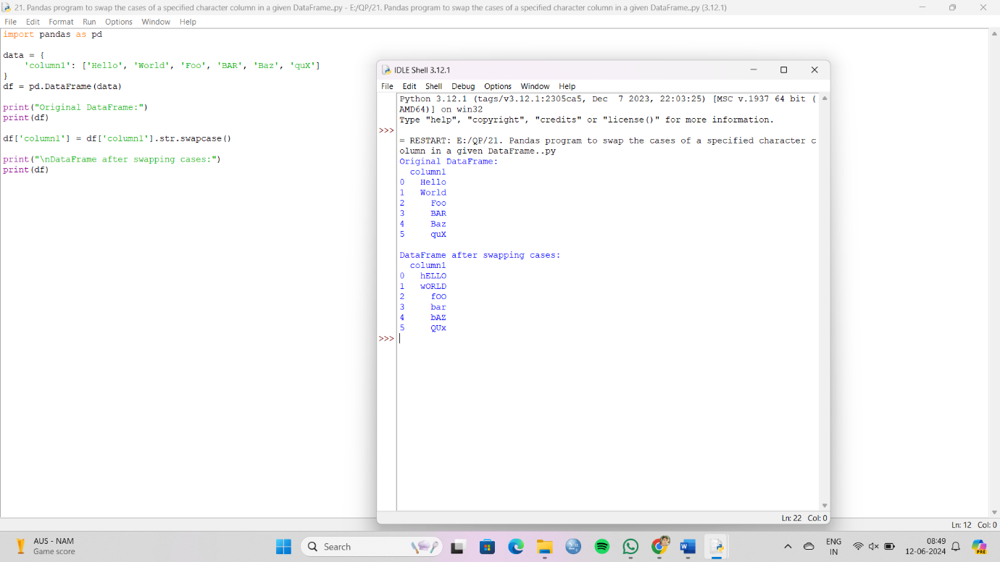 21. Pandas program to swap the cases of a specified character column in a given DataFrame..py - E:/QP/21. Pandas program to swap the cases of a specified character column in a given DataFrame..py (3.12.1)
File Edit Format Run Options Window Help
import pandas as pd
data = {
    'column1': ['Hello', 'World', 'Foo', 'BAR', 'Baz', 'quX']
}
df = pd.DataFrame(data)
print("Original DataFrame:")
print(df)
df['column1'] = df['column1'].str.swapcase()
print("\nDataFrame after swapping cases:")
print(df)
IDLE Shell 3.12.1
File Edit Shell Debug Options Window Help
Python 3.12.1 (tags/v3.12.1:2305ca5, Dec  7 2023, 22:03:25) [MSC v.1937 64 bit (
AMD64)] on win32
Type "help", "copyright", "credits" or "license()" for more information.
>>>
= RESTART: E:/QP/21. Pandas program to swap the cases of a specified character c
olumn in a given DataFrame..py
Original DataFrame:
  column1
0   Hello
1   World
2     Foo
3     BAR
4     Baz
5     quX
DataFrame after swapping cases:
  column1
0   hELLO
1   wORLD
2     fOO
3     bar
4     bAZ
5     QUx
>>>
Ln: 22 Col: 0
Ln: 12 Col: 0
AUS - NAM
Game score
Search
ENG
IN
08:49
12-06-2024
PRE